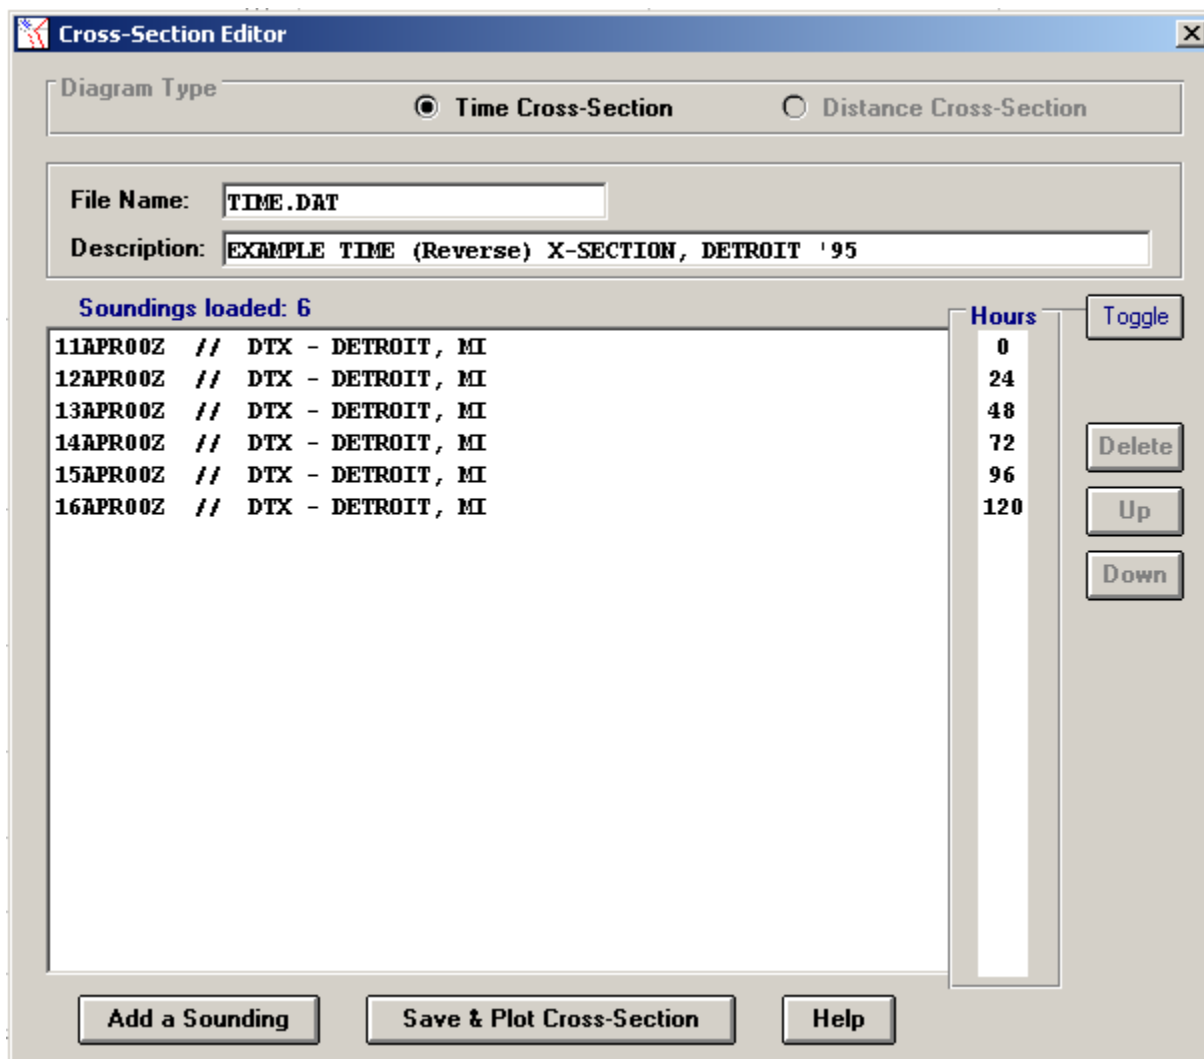 Cross-Section Editor
Diagram Type
Time Cross-Section Distance Cross-Section
File Name: TIME.DAT
Description: EXAMPLE TIME (Reverse) X-SECTION, DETROIT '95
Soundings loaded: 6 Hours Toggle
11APR00Z // DTX - DETROIT, MI 0
12APR00Z // DTX - DETROIT, MI 24
13APR00Z // DTX - DETROIT, MI 48
14APR00Z // DTX - DETROIT, MI 72
15APR00Z // DTX - DETROIT, MI 96
16APR00Z // DTX - DETROIT, MI 120
Delete
Up
Down
Add a Sounding Save & Plot Cross-Section Help